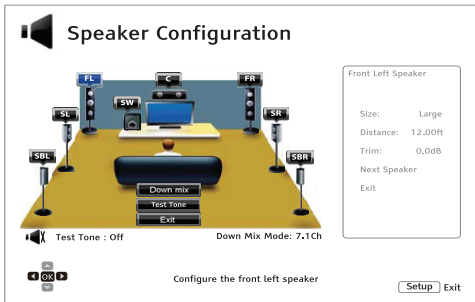 Speaker Configuration
FL
C
FR
SW
SL
SR
SBL
SBR
Down mix
Test Tone
Exit
Test Tone : Off
Down Mix Mode: 7.1Ch
Front Left Speaker
Size: Large
Distance: 12.00ft
Trim: 0.0dB
Next Speaker
Exit
OK
Configure the front left speaker
Setup Exit